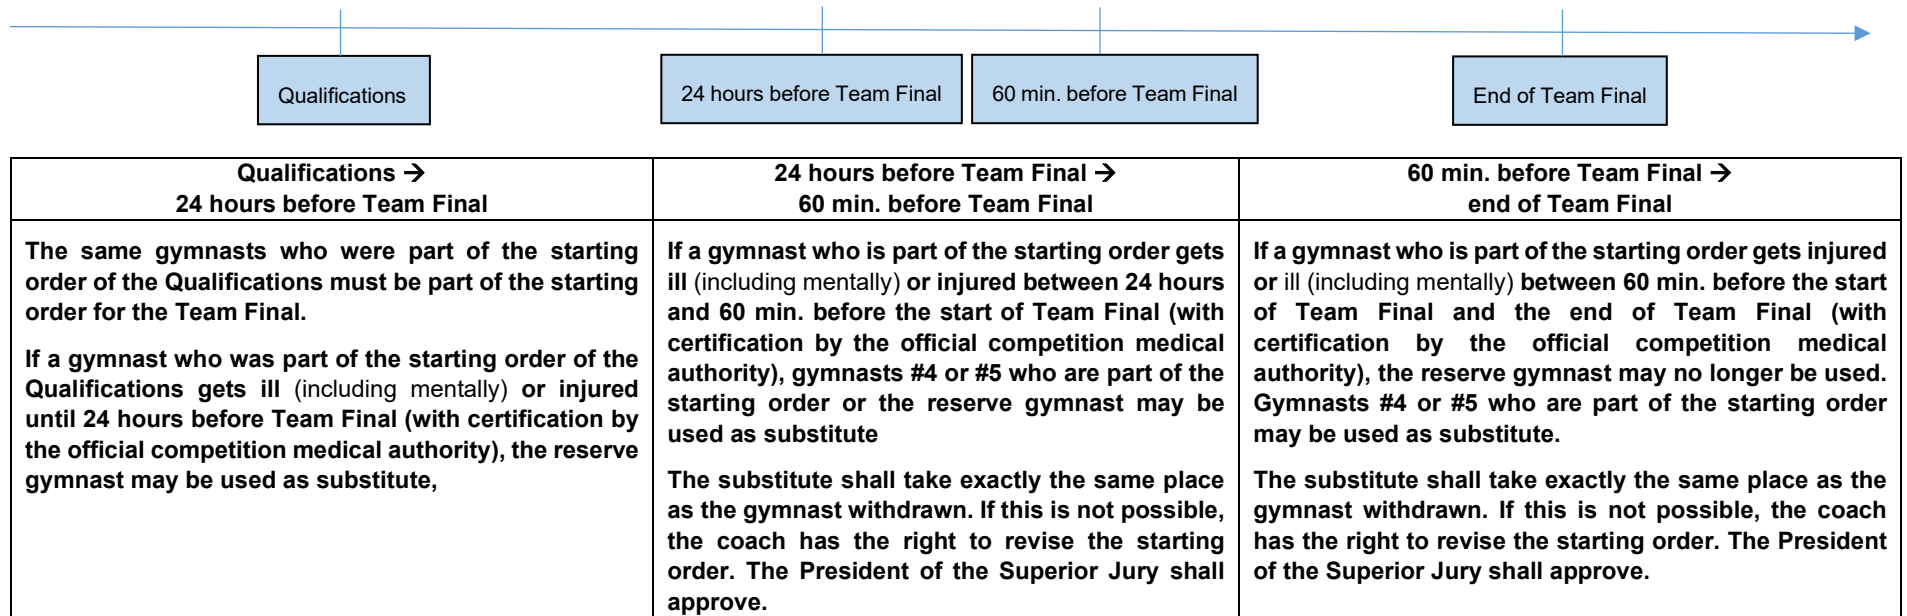 Qualifications
24 hours before Team Final
60 min. before Team Final
End of Team Final
Qualifications →
24 hours before Team Final
The same gymnasts who were part of the starting
order of the Qualifications must be part of the starting
order for the Team Final.
If a gymnast who was part of the starting order of the
Qualifications gets ill (including mentally) or injured
until 24 hours before Team Final (with certification by
the official competition medical authority), the reserve
gymnast may be used as substitute,
24 hours before Team Final →
60 min. before Team Final
If a gymnast who is part of the starting order gets
ill (including mentally) or injured between 24 hours
and 60 min. before the start of Team Final (with
certification by the official competition medical
authority), gymnasts #4 or #5 who are part of the
starting order or the reserve gymnast may be
used as substitute
The substitute shall take exactly the same place
as the gymnast withdrawn. If this is not possible,
the coach has the right to revise the starting
order. The President of the Superior Jury shall
approve.
60 min. before Team Final →
end of Team Final
If a gymnast who is part of the starting order gets injured
or ill (including mentally) between 60 min. before the start
of Team Final and the end of Team Final (with
certification by the official competition medical
authority), the reserve gymnast may no longer be used.
Gymnasts #4 or #5 who are part of the starting order
may be used as substitute.
The substitute shall take exactly the same place as the
gymnast withdrawn. If this is not possible, the coach
has the right to revise the starting order. The President
of the Superior Jury shall approve.